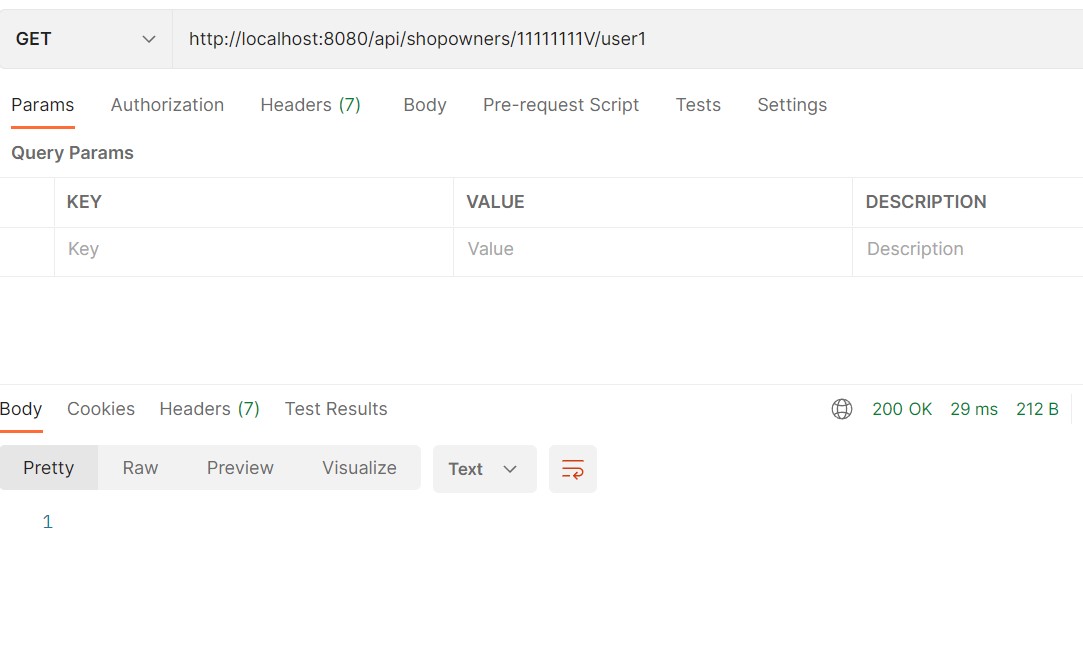 GET http://localhost:8080/api/shopowners/11111111V/user1
Params Authorization Headers (7) Body Pre-request Script Tests Settings
Query Params
KEY VALUE DESCRIPTION
Key Value Description
Body Cookies Headers (7) Test Results 200 OK 29 ms 212 B
Pretty Raw Preview Visualize Text
1